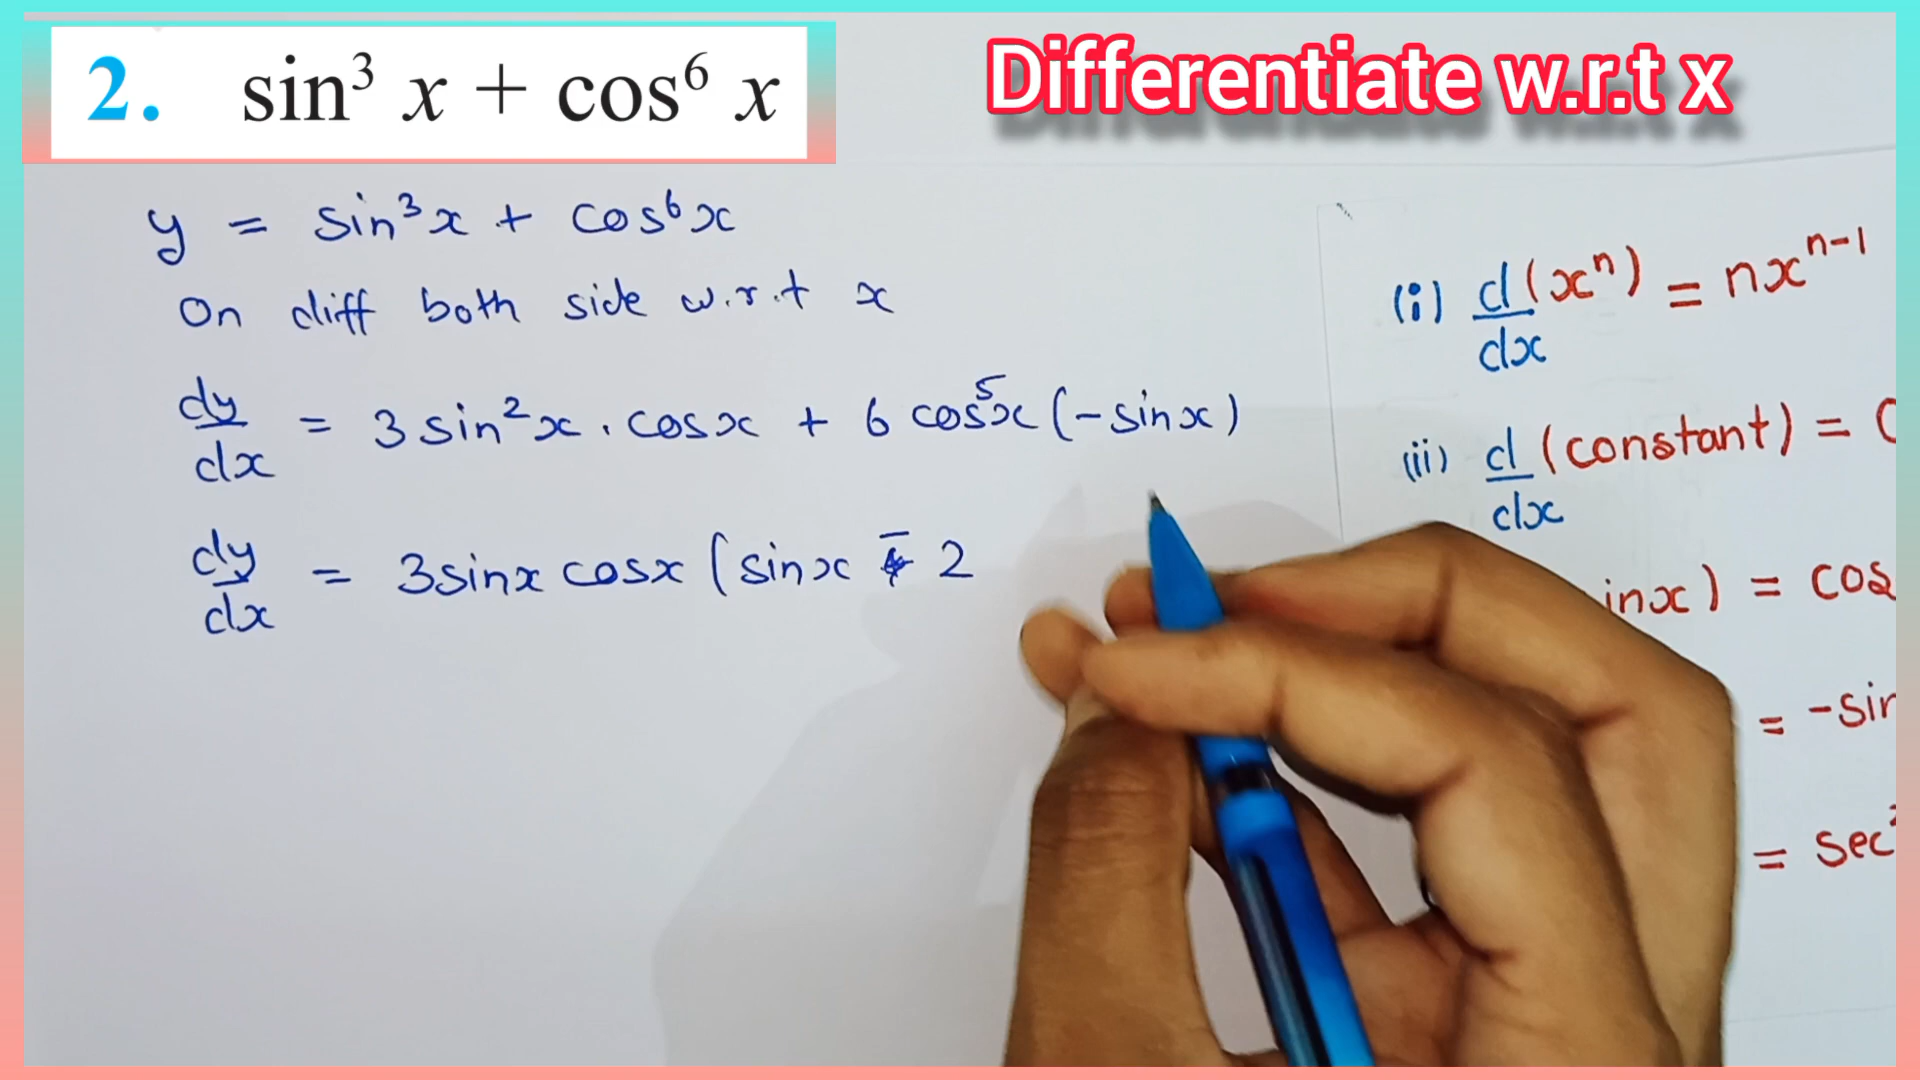 2. sin³ x + cos⁶ x
Differentiate w.r.t x
y = sin³x + cos⁶x
On diff both side w.r.t x
dy/dx = 3 sin²x . cosx + 6 cos⁵x (-sinx)
dy/dx = 3sinx cosx (sinx - 2
(i) d/dx (xⁿ) = nxⁿ⁻¹
(ii) d/dx (constant) =
inx) = cos
= -sin
= sec²